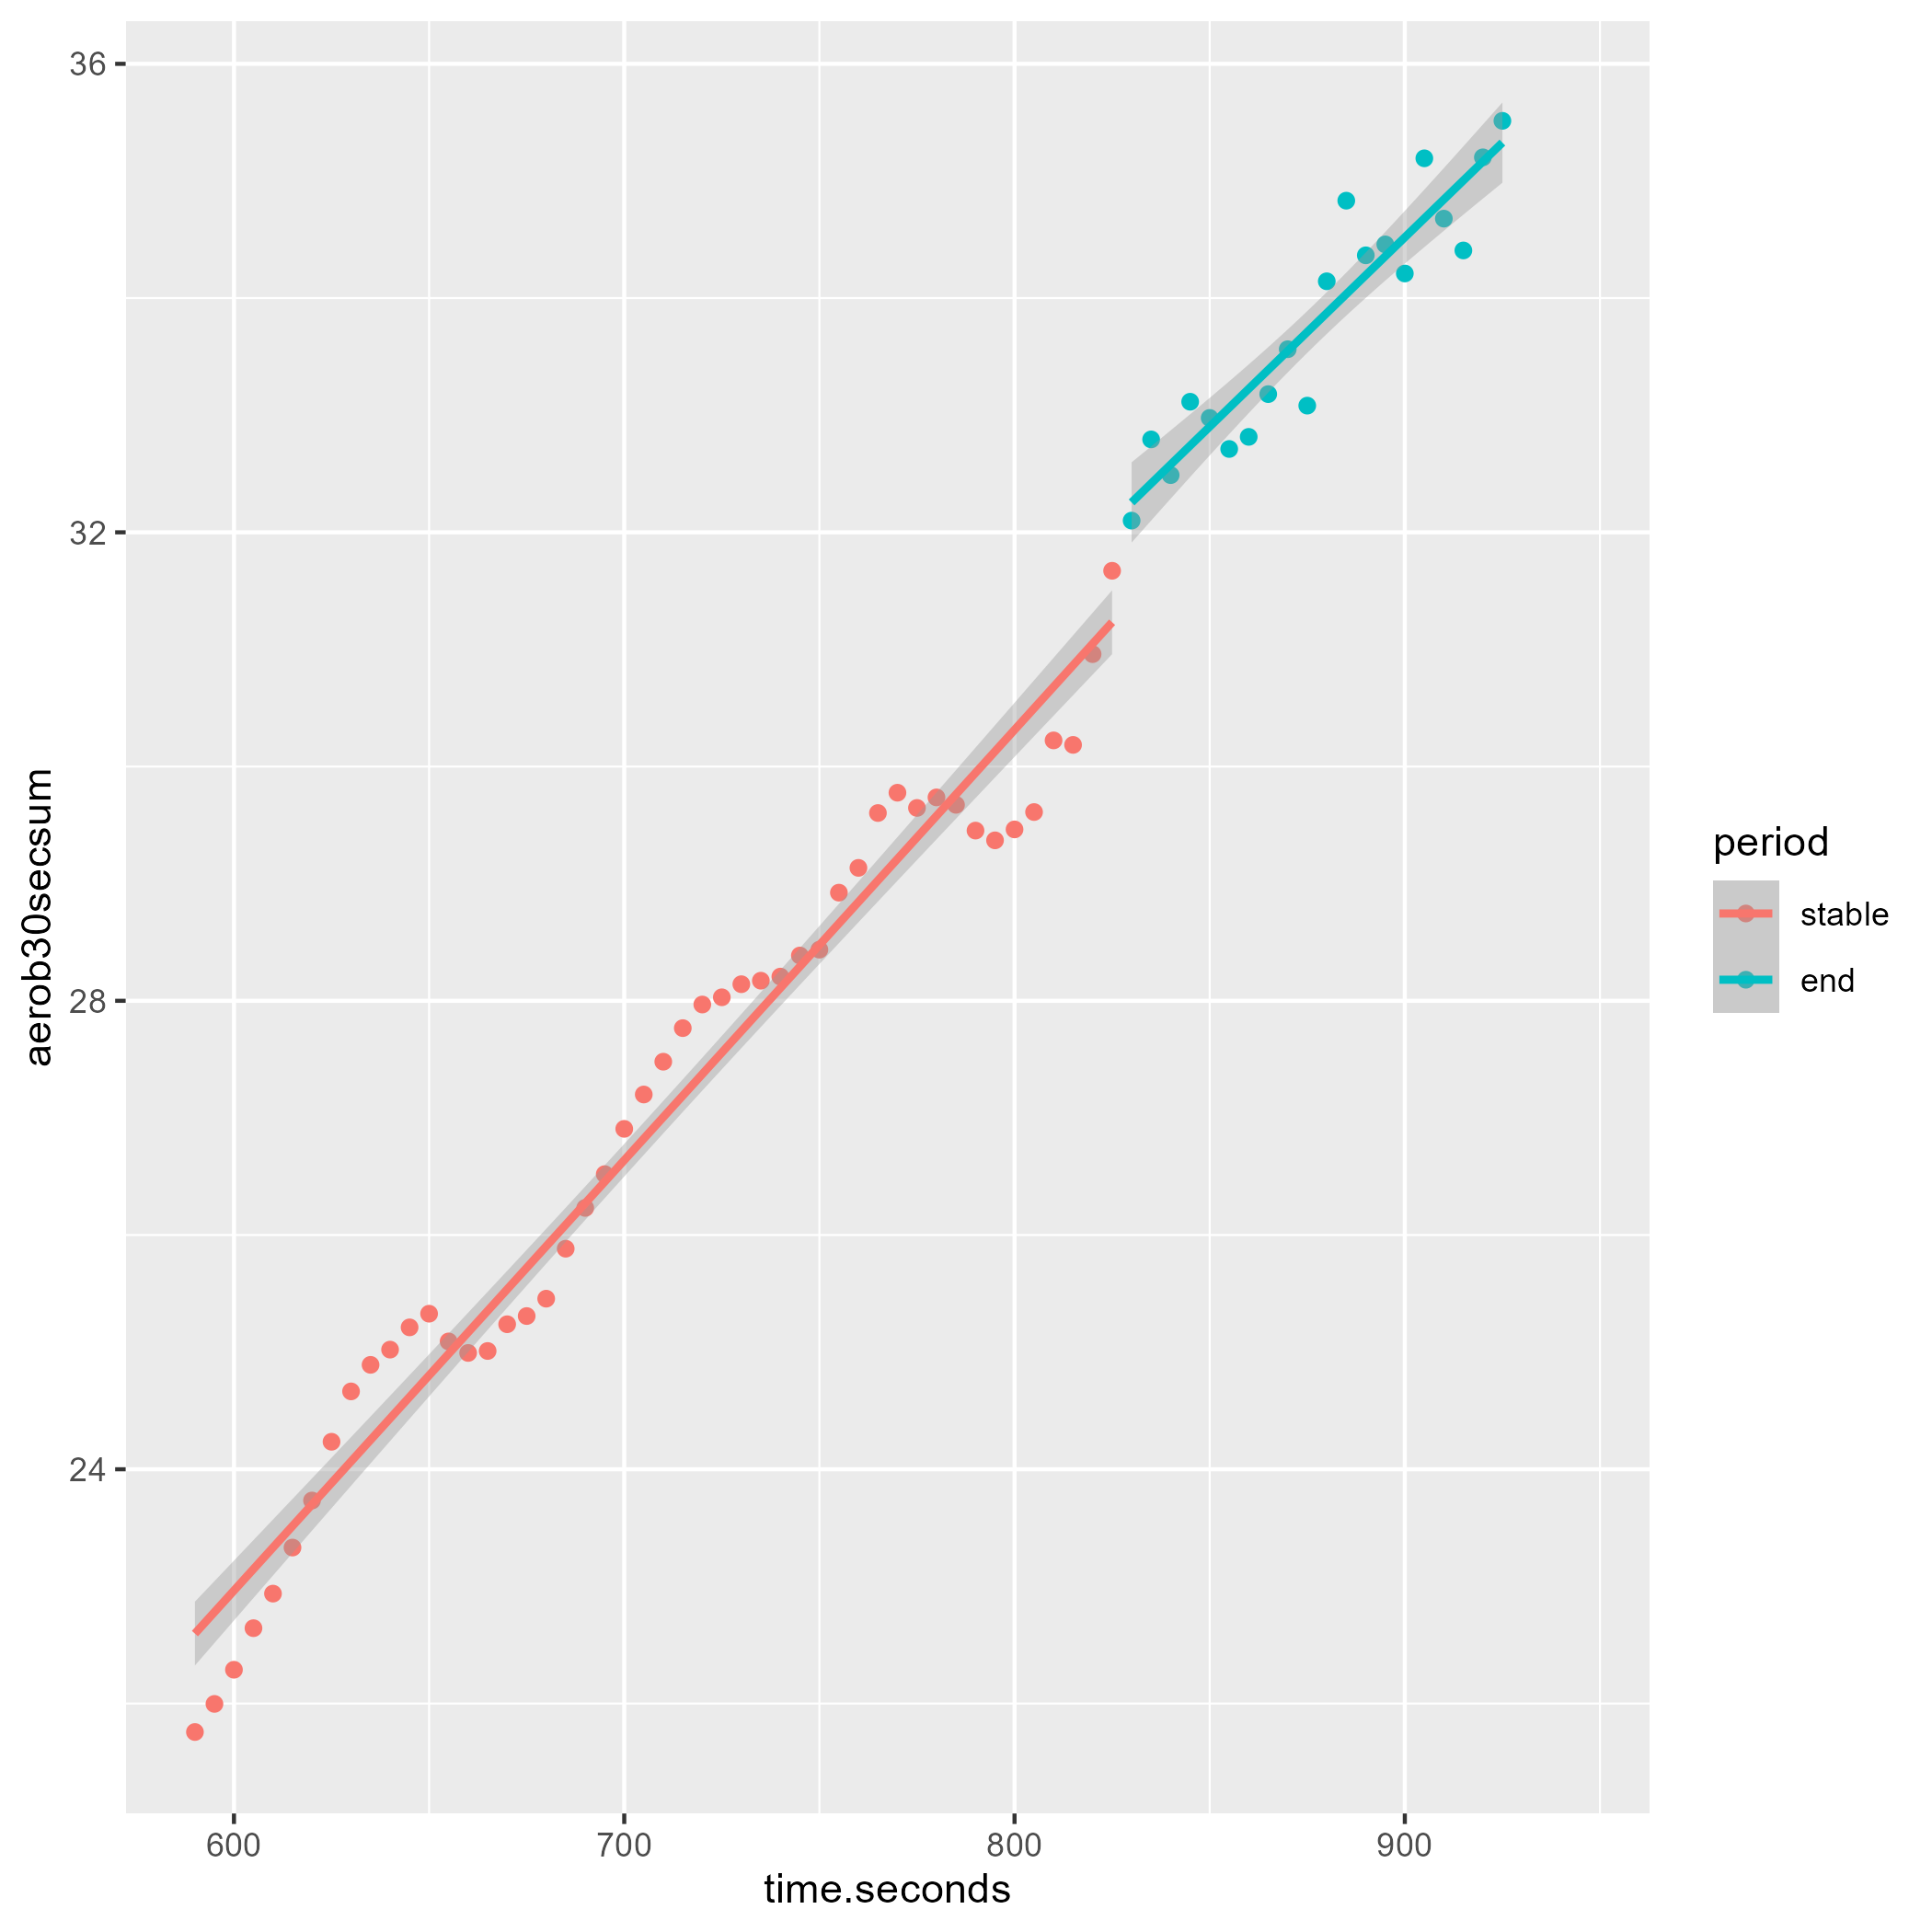 36
32
28
24
aerob30secsum
600
700
800
900
time.seconds
period
stable
end